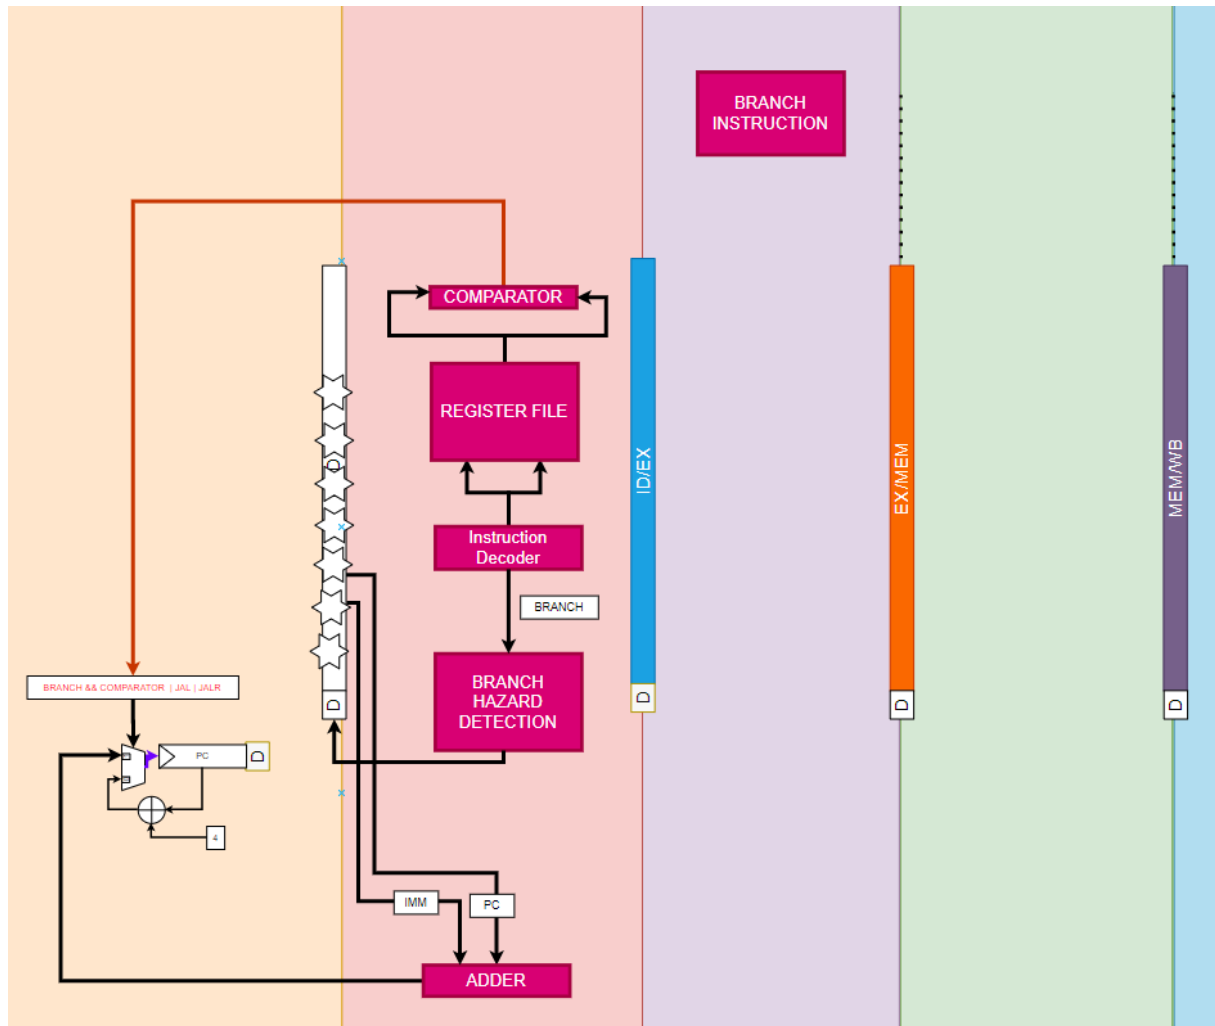 BRANCH
INSTRUCTION
COMPARATOR
REGISTER FILE
D
ID/EX
EX/MEM
MEM/WB
Instruction
Decoder
BRANCH
BRANCH
HAZARD
DETECTION
BRANCH && COMPARATOR | JAL | JALR
D
D
D
D
PC
D
4
IMM
PC
ADDER